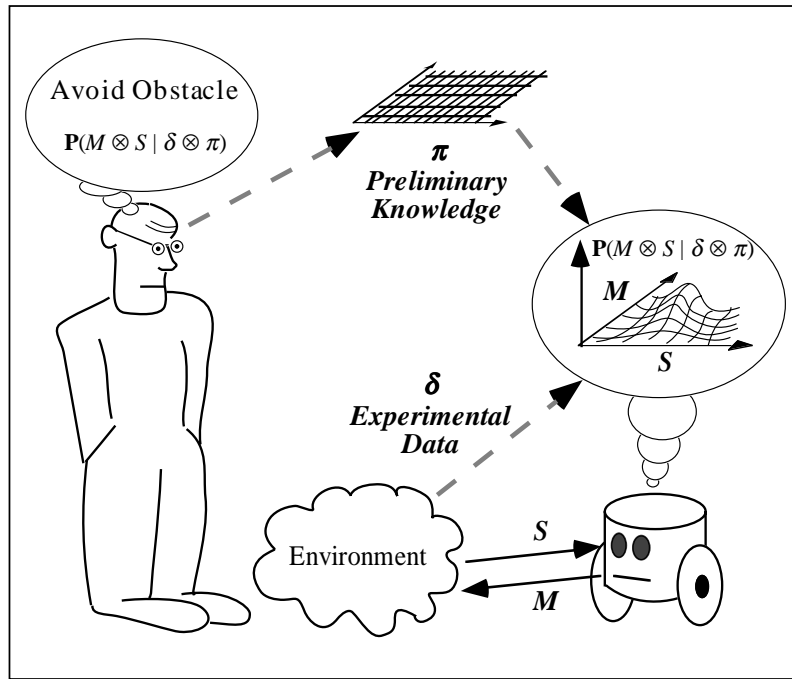 Avoid Obstacle
P(M ⊗ S | δ ⊗ π)
π
Preliminary
Knowledge
P(M ⊗ S | δ ⊗ π)
M
S
δ
Experimental
Data
Environment
S
M